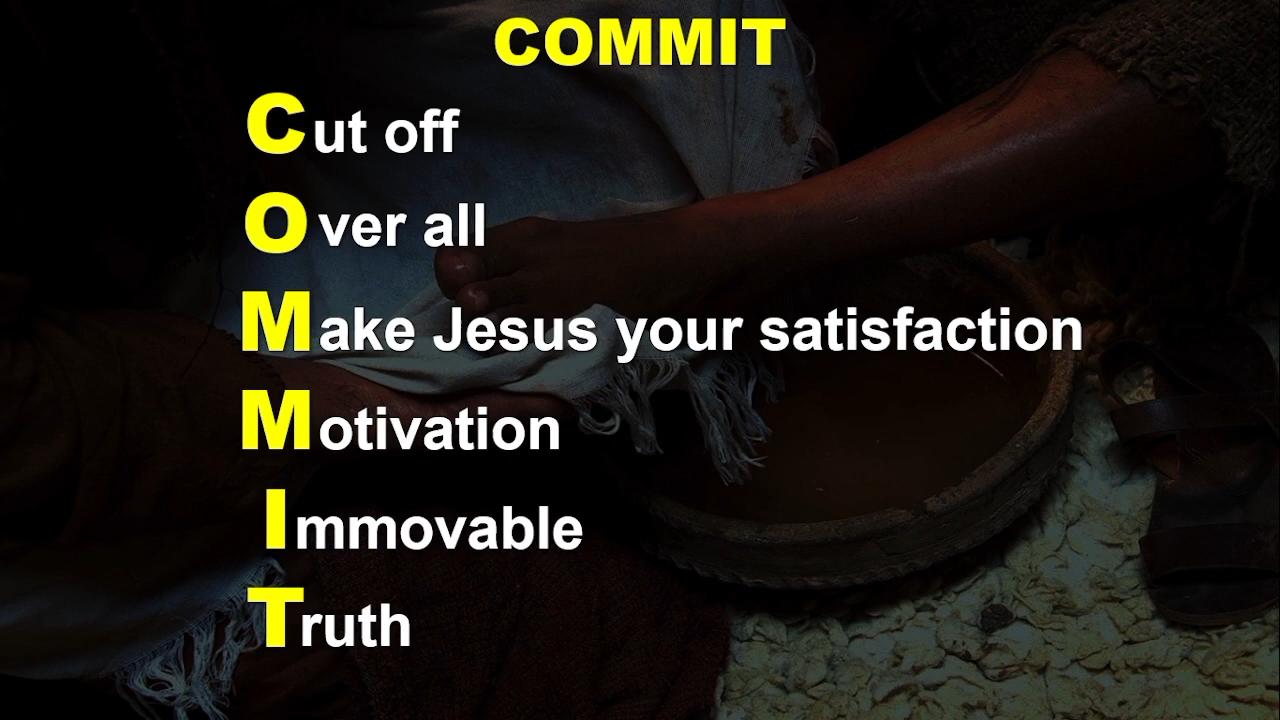 COMMIT
Cut off
Over all
Make Jesus your satisfaction
Motivation
Immovable
Truth